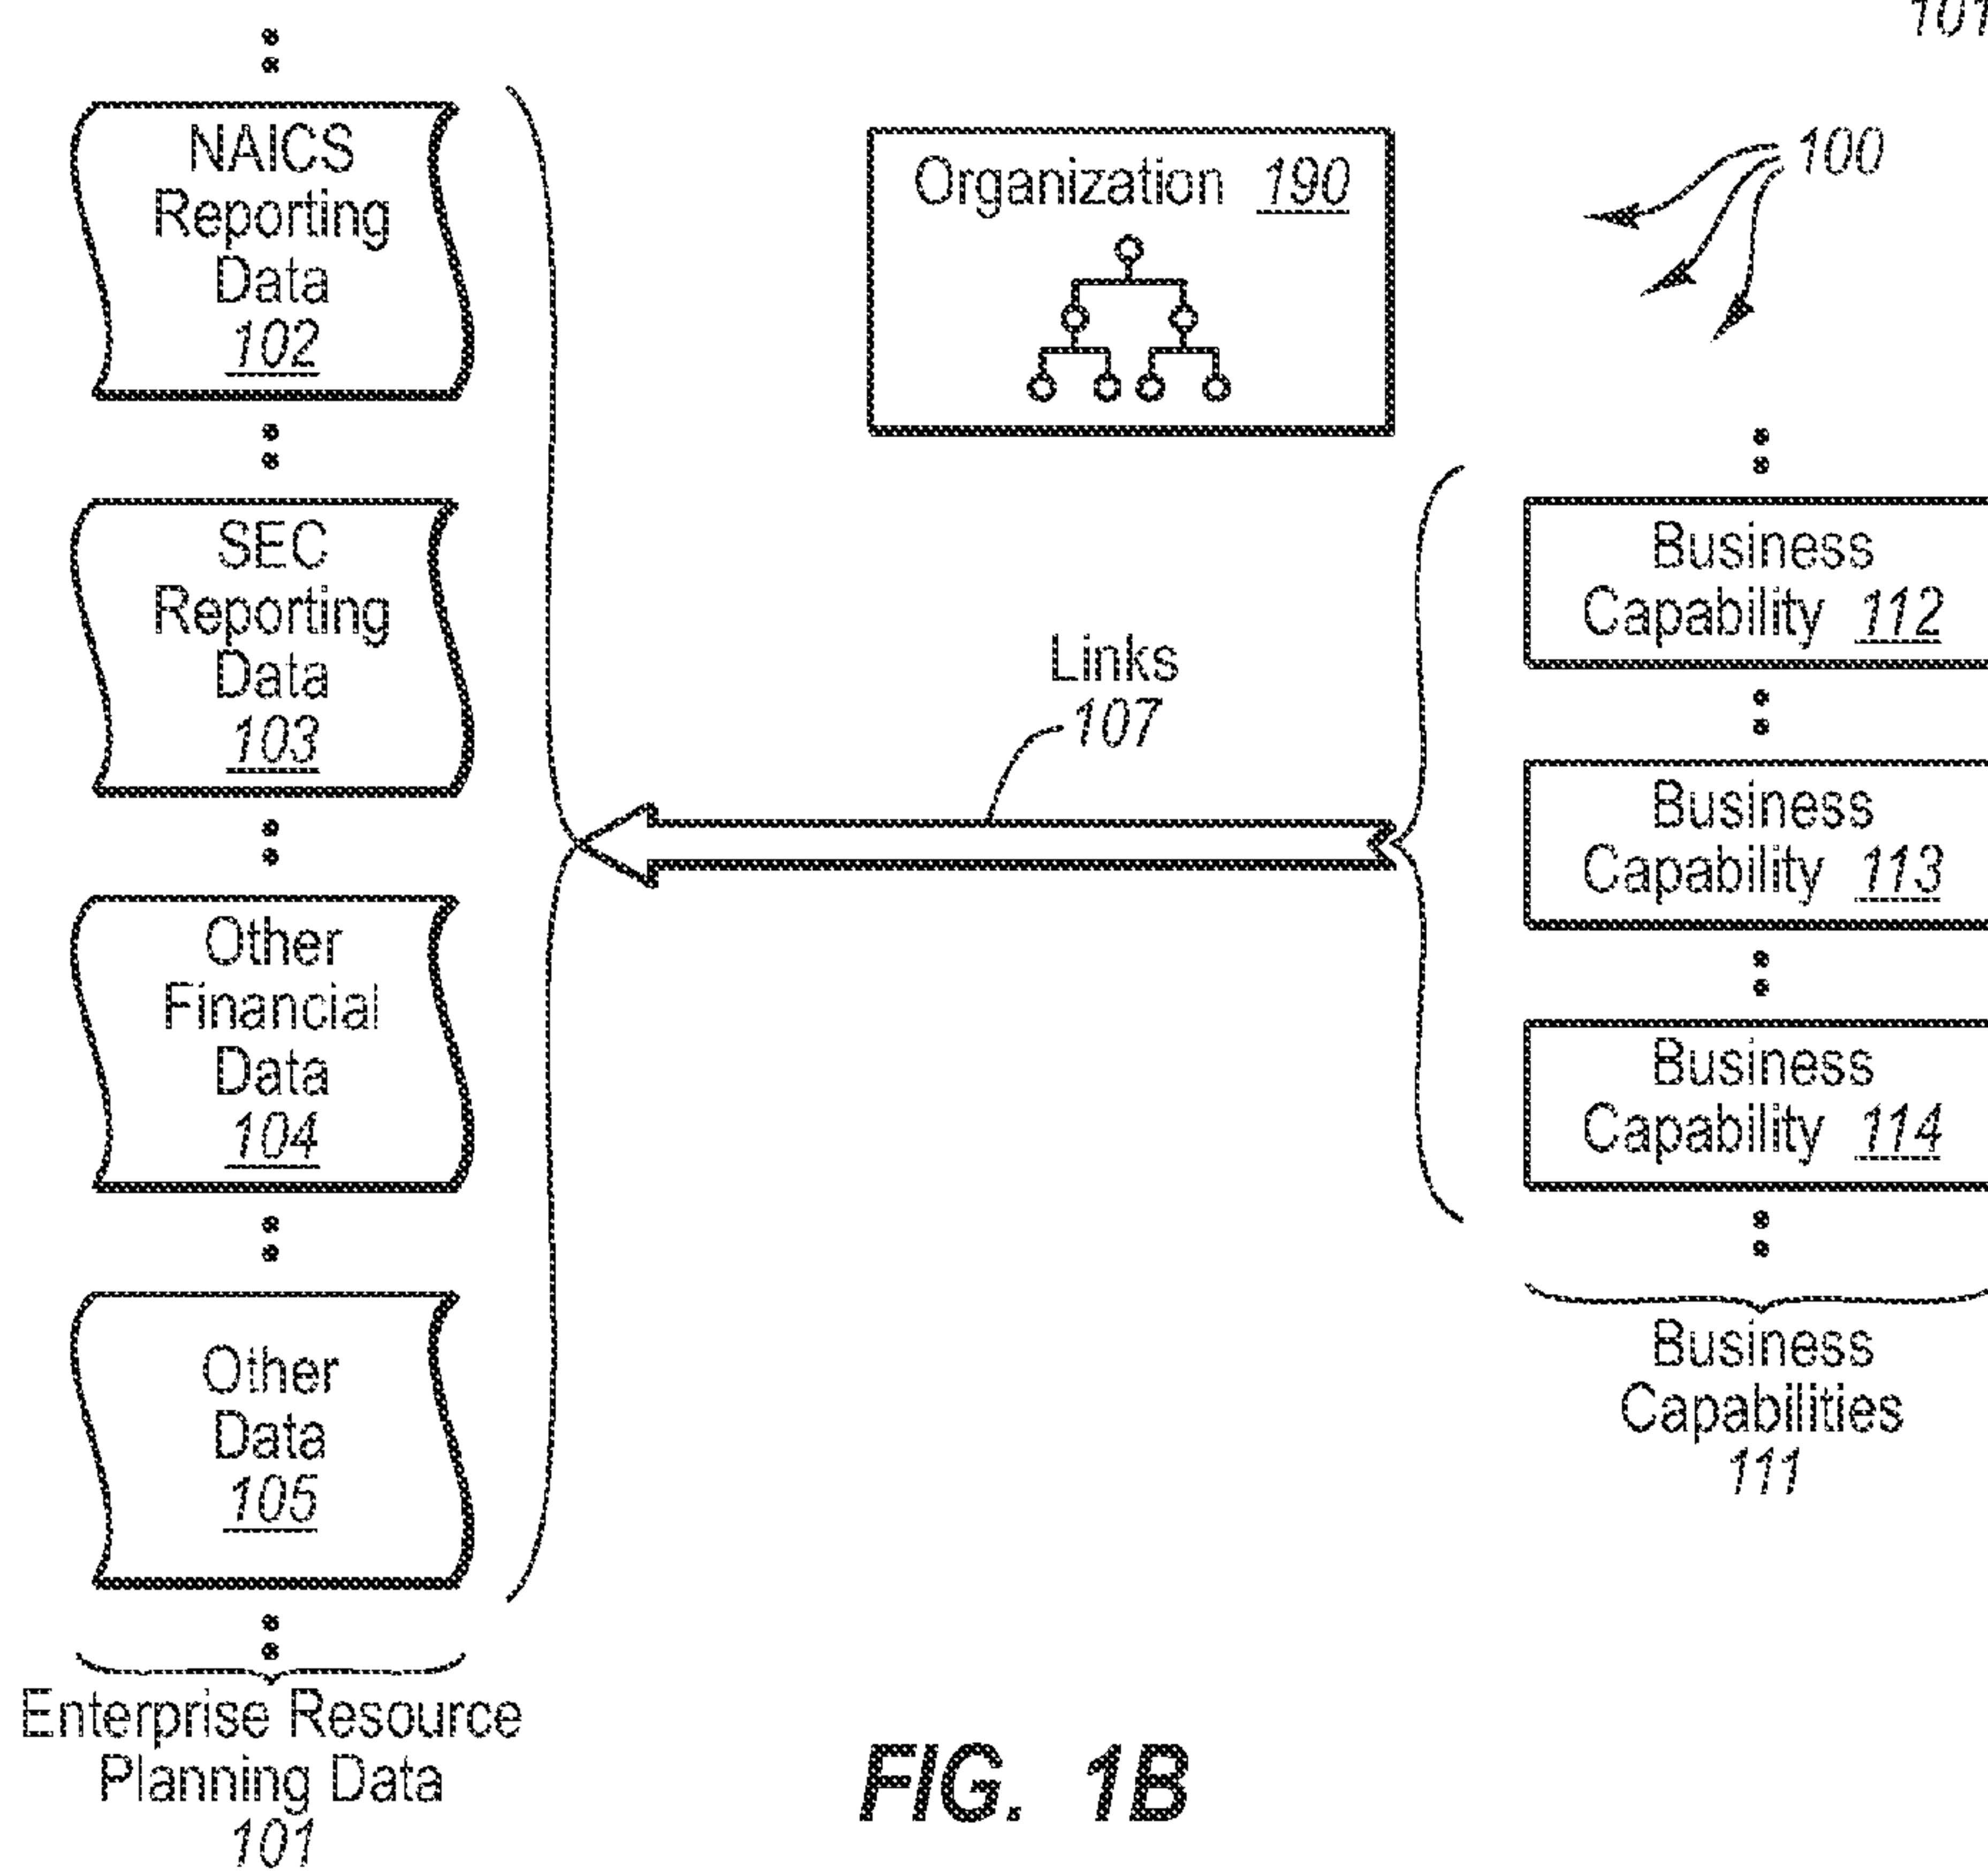 101
NAICS
Reporting
Data
102
SEC
Reporting
Data
103
Other
Financial
Data
104
Other
Data
105
Enterprise Resource
Planning Data
101
Organization 190
100
Links
107
Business
Capability 112
Business
Capability 113
Business
Capability 114
Business
Capabilities
111
FIG. 1B